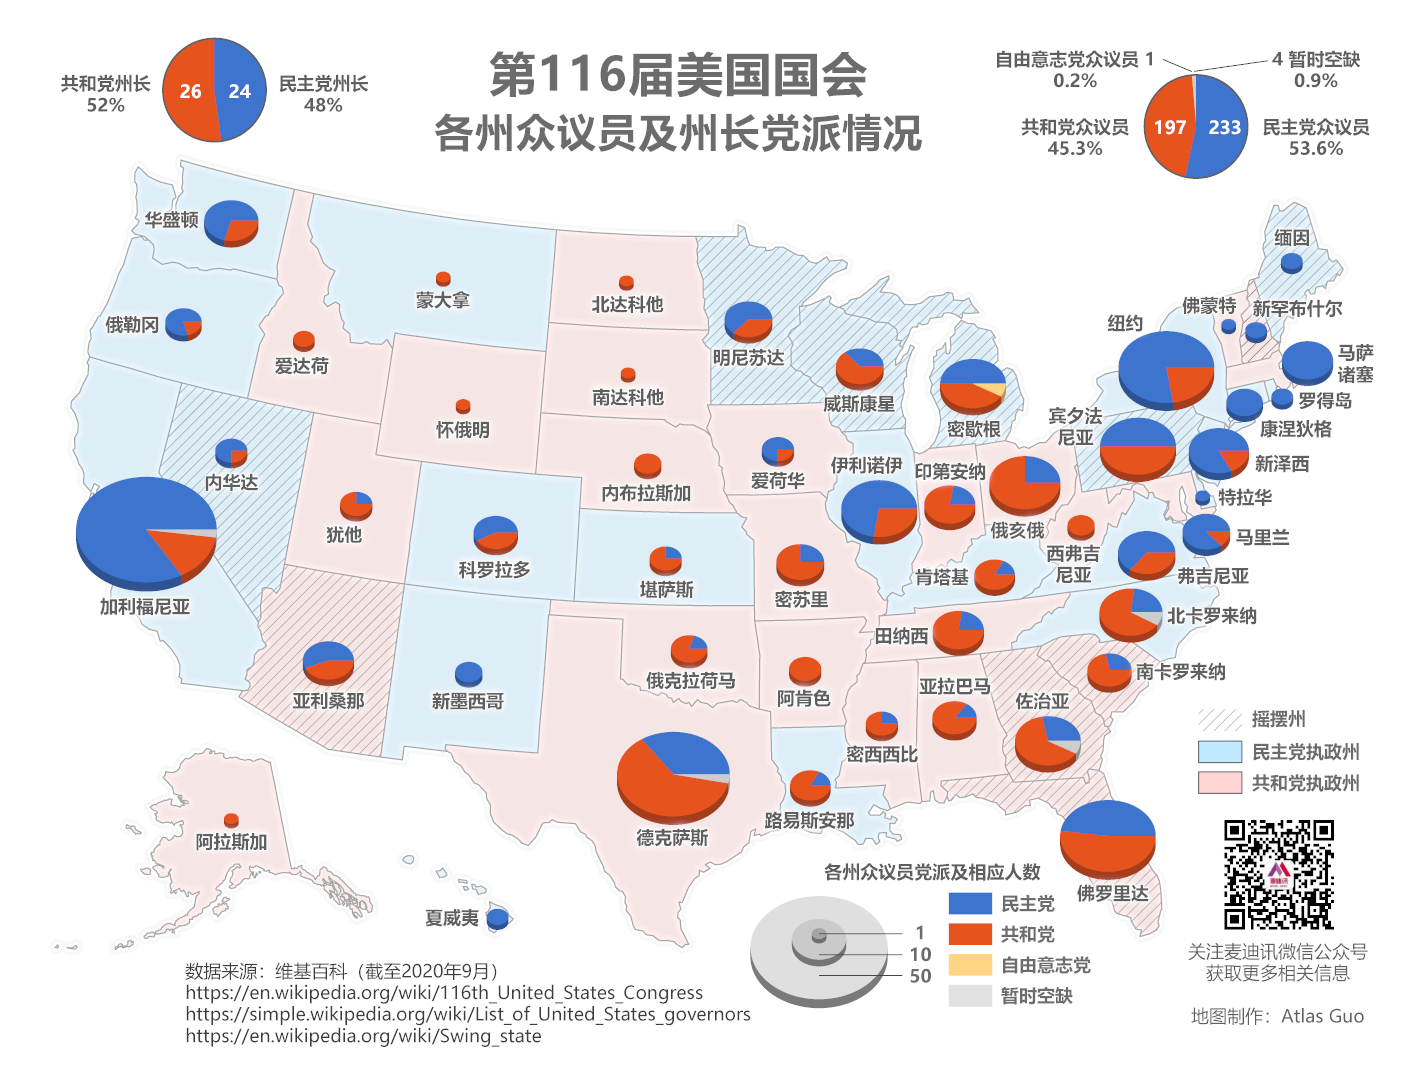 第116届美国国会
各州众议员及州长党派情况
共和党州长
52%
26
24
民主党州长
48%
自由意志党众议员 1
0.2%
4 暂时空缺
0.9%
共和党众议员
45.3%
197
233
民主党众议员
53.6%
华盛顿
俄勒冈
爱达荷
蒙大拿
北达科他
南达科他
怀俄明
内布拉斯加
内华达
犹他
科罗拉多
堪萨斯
加利福尼亚
亚利桑那
新墨西哥
俄克拉荷马
德克萨斯
明尼苏达
威斯康星
密歇根
爱荷华
伊利诺伊
印第安纳
俄亥俄
密苏里
肯塔基
田纳西
阿肯色
密西西比
亚拉巴马
佐治亚
路易斯安那
佛罗里达
缅因
佛蒙特
新罕布什尔
纽约
马萨
诸塞
罗得岛
康涅狄格
宾夕法
尼亚
新泽西
特拉华
马里兰
西弗吉
尼亚
弗吉尼亚
北卡罗来纳
南卡罗来纳
阿拉斯加
夏威夷
摇摆州
民主党执政州
共和党执政州
各州众议员党派及相应人数
1
10
50
民主党
共和党
自由意志党
暂时空缺
关注麦迪讯微信公众号
获取更多相关信息
地图制作：Atlas Guo
数据来源：维基百科（截至2020年9月）
https://en.wikipedia.org/wiki/116th_United_States_Congress
https://simple.wikipedia.org/wiki/List_of_United_States_governors
https://en.wikipedia.org/wiki/Swing_state